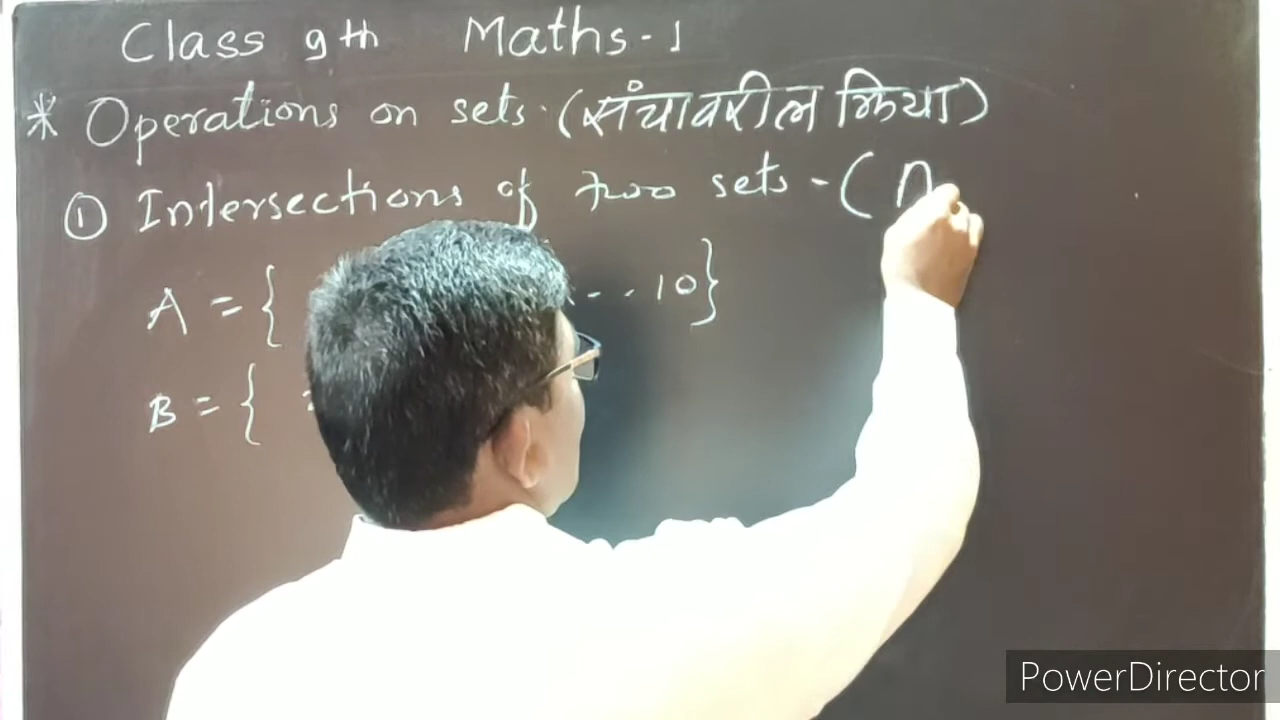 Class 9th Maths-1
* Operations on sets. (संचावरील क्रिया)
① Intersections of two sets - ( ∩
A = { - - .. 10}
B = {
PowerDirector